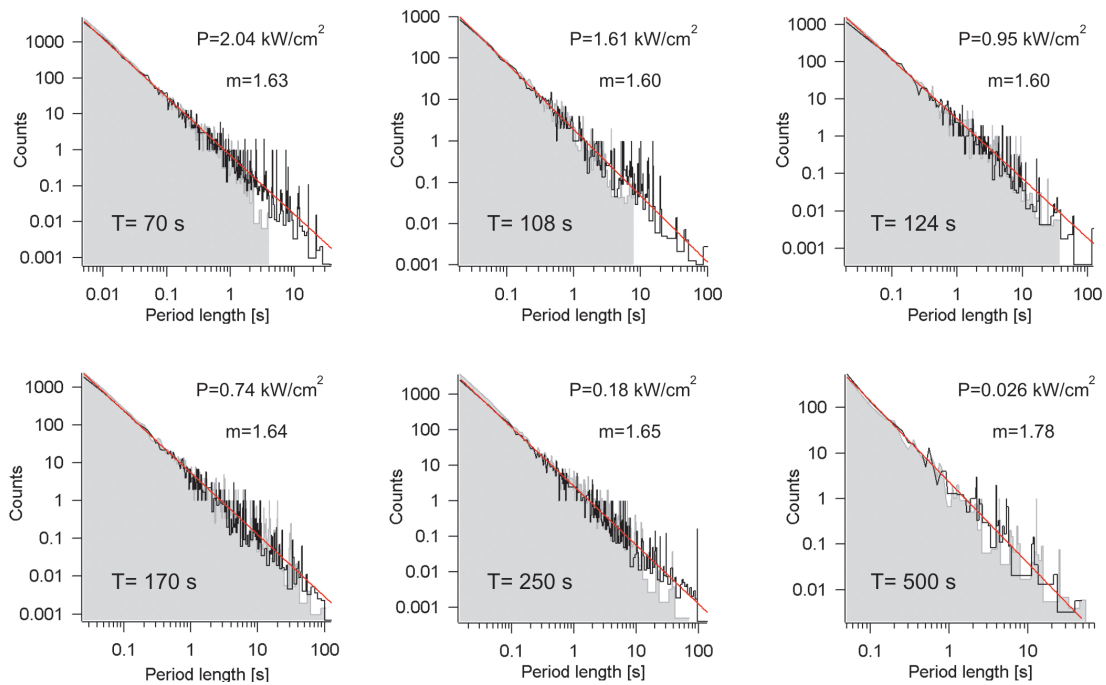 P=2.04 kW/cm²
m=1.63
T= 70 s
Counts
1000
100
10
1
0.1
0.01
0.001
0.01 0.1 1 10
Period length [s]
P=1.61 kW/cm²
m=1.60
T= 108 s
Counts
1000
100
10
1
0.1
0.01
0.001
0.1 1 10 100
Period length [s]
P=0.95 kW/cm²
m=1.60
T= 124 s
Counts
1000
100
10
1
0.1
0.01
0.001
0.1 1 10 100
Period length [s]
P=0.74 kW/cm²
m=1.64
T= 170 s
Counts
1000
100
10
1
0.1
0.01
0.001
0.1 1 10 100
Period length [s]
P=0.18 kW/cm²
m=1.65
T= 250 s
Counts
1000
100
10
1
0.1
0.01
0.001
0.1 1 10 100
Period length [s]
P=0.026 kW/cm²
m=1.78
T= 500 s
Counts
100
10
1
0.1
0.01
0.1 1 10
Period length [s]